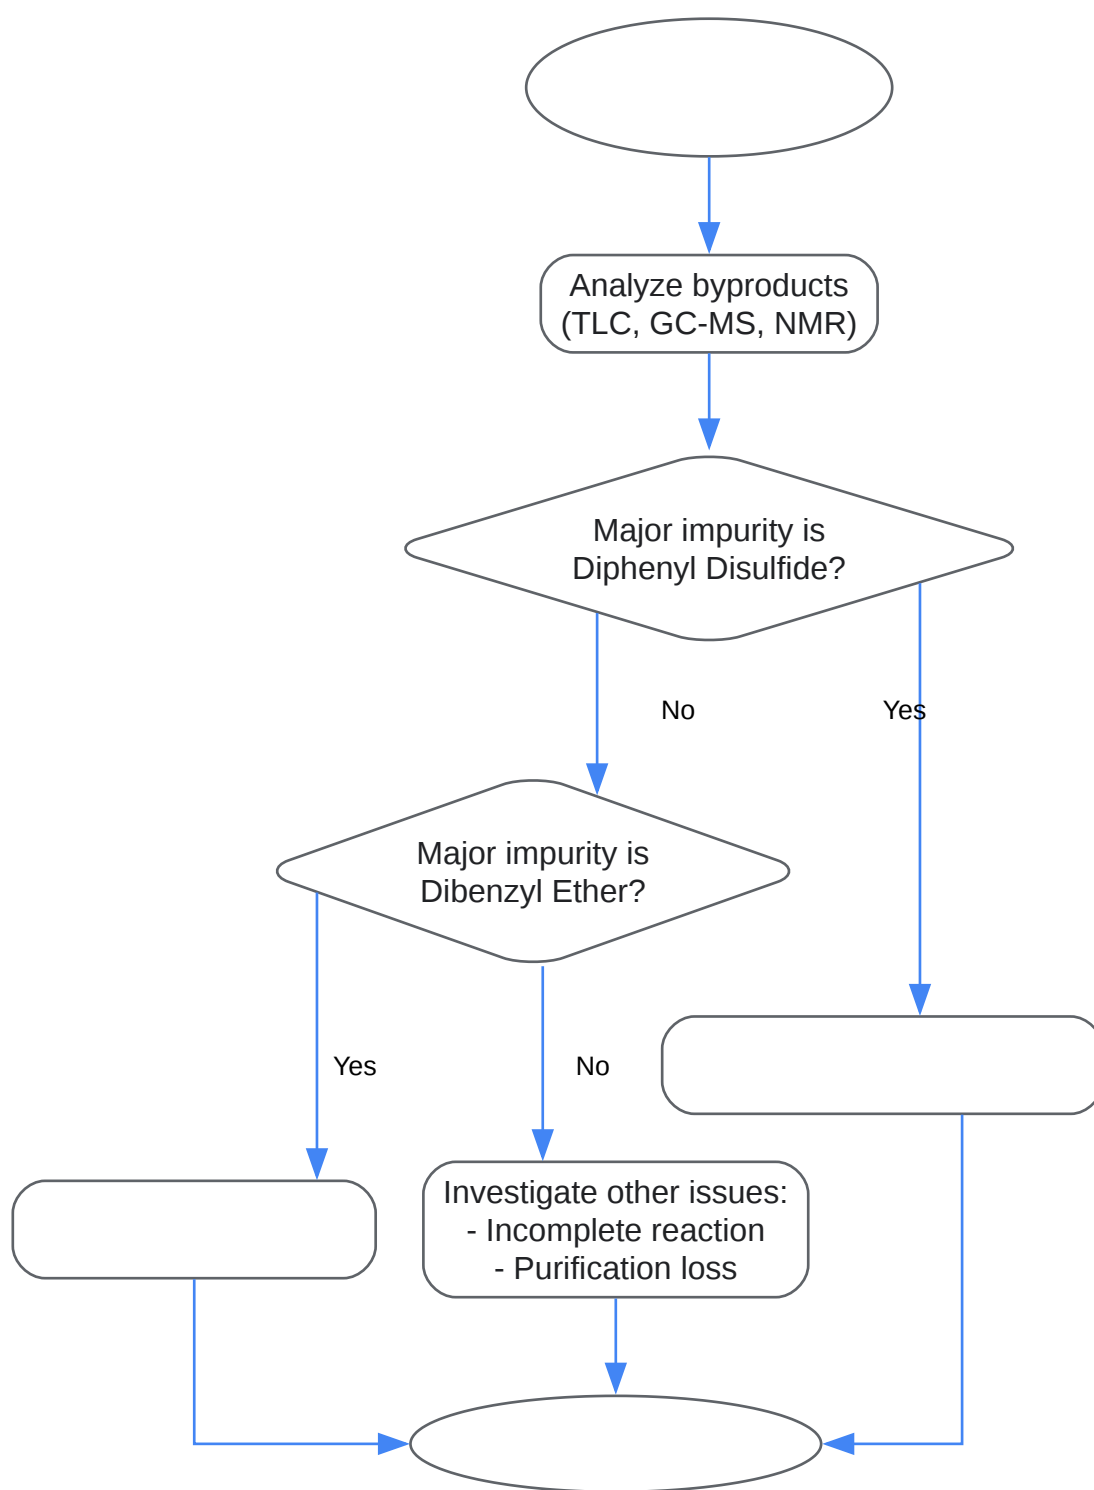 Analyze byproducts
(TLC, GC-MS, NMR)
Major impurity is
Diphenyl Disulfide?
No
Yes
Major impurity is
Dibenzyl Ether?
Yes
No
Investigate other issues:
- Incomplete reaction
- Purification loss